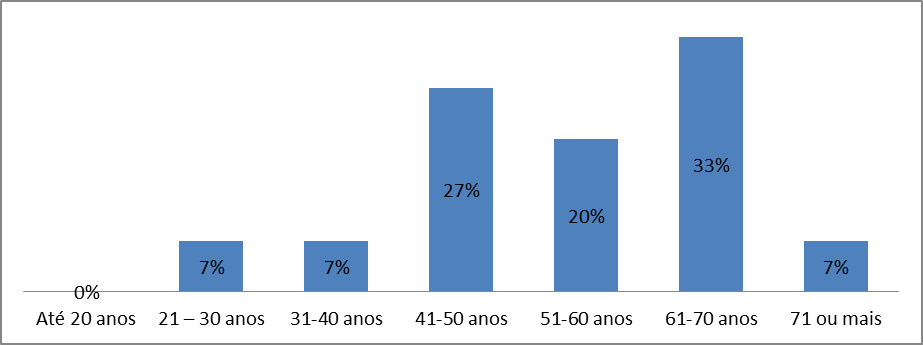 33%
27%
20%
7%
7%
7%
0%
Até 20 anos
21 – 30 anos
31-40 anos
41-50 anos
51-60 anos
61-70 anos
71 ou mais